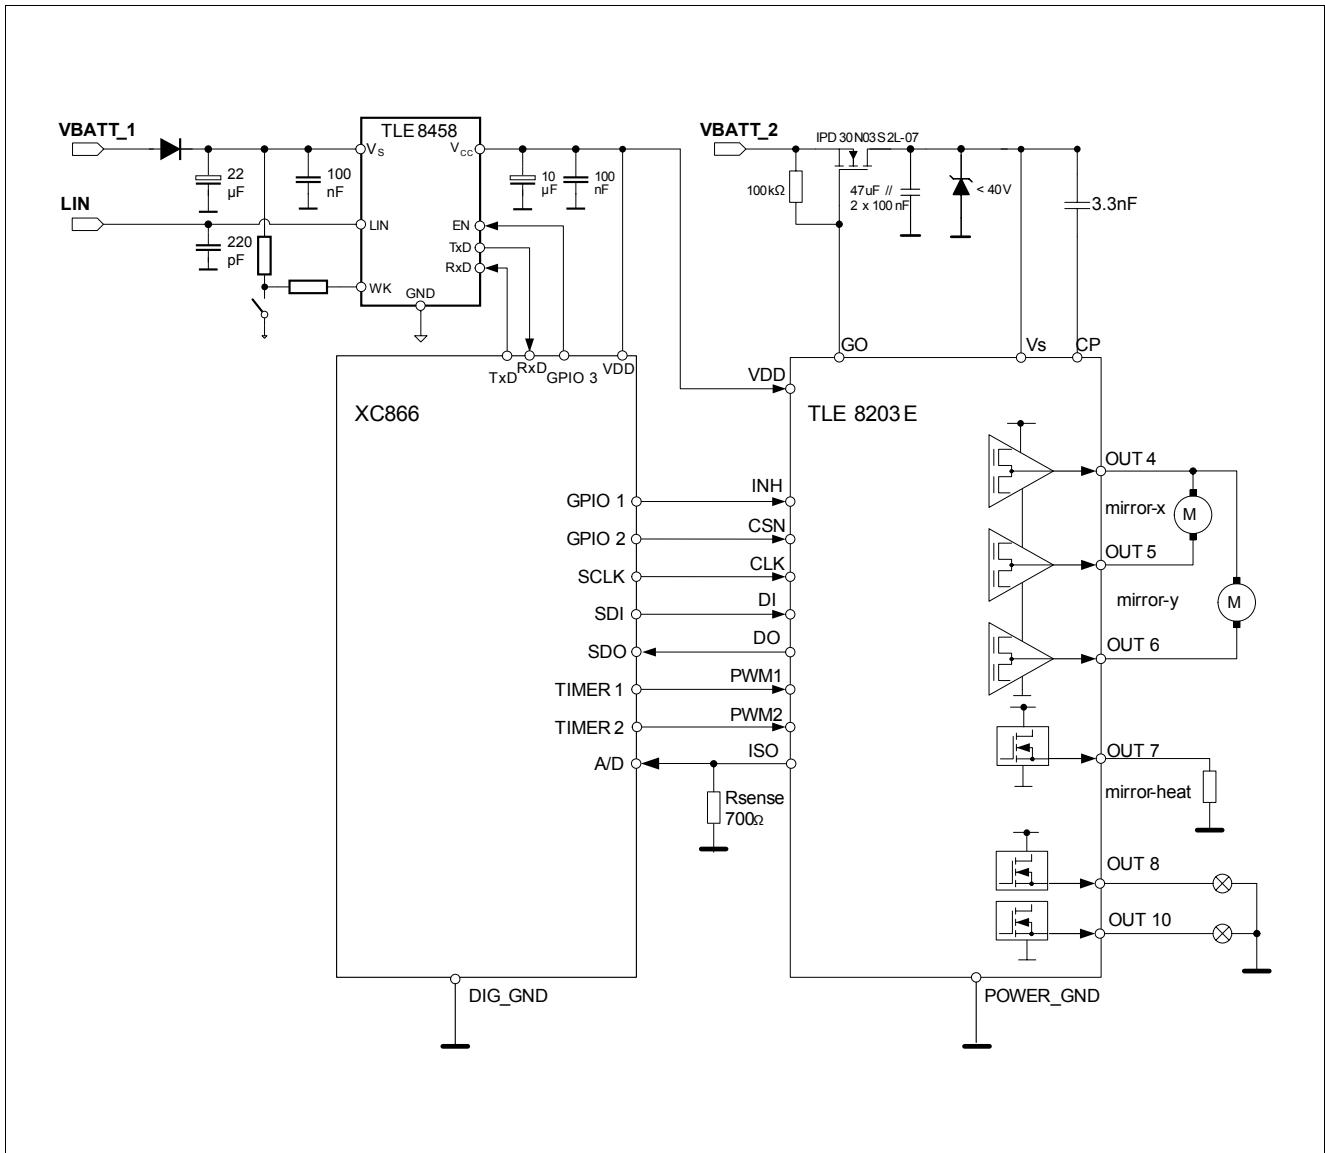 VBATT_1
TLE 8458
VBATT_2
IPD 30N03S2L-07
VS
VCC
22
µF
100
nF
10
µF
100
nF
100kΩ
47uF //
2 x 100 nF
< 40V
3.3nF
LIN
LIN
EN
220
pF
TxD
RxD
WK
GND
GO
Vs
CP
TxD
RxD
GPIO 3
VDD
VDD
XC866
TLE 8203E
OUT 4
GPIO 1
INH
mirror-x
M
GPIO 2
CSN
OUT 5
SCLK
CLK
SDI
DI
mirror-y
M
SDO
DO
OUT 6
TIMER 1
PWM1
TIMER 2
PWM2
A/D
ISO
OUT 7
Rsense
700Ω
mirror-heat
OUT 8
OUT 10
DIG_GND
POWER_GND